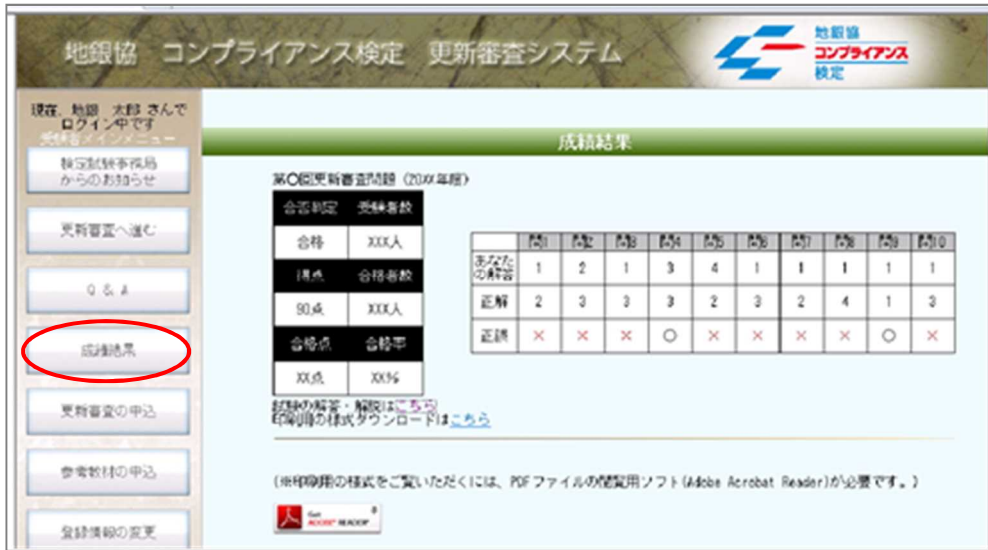 地銀協 コンプライアンス検定 更新審査システム
地銀協
コンプライアンス
検定
現在、地銀 太郎 さんで
ログイン中です
受験者メインメニュー
検定試験事務局
からのお知らせ
更新審査へ進む
Q & A
成績結果
更新審査の申込
参考教材の申込
登録情報の変更
成績結果
第〇回更新審査問題（20XX年度）
合否判定 受験者数
合格 XXX人
得点 合格者数
90点 XXX人
合格点 合格率
XX点 XX%
問1 問2 問3 問4 問5 問6 問7 問8 問9 問10
あなた
の解答 1 2 1 3 4 1 1 1 1 1
正解 2 3 3 3 2 3 2 4 1 3
正誤 × × × ○ × × × × ○ ×
試験の解答・解説はこちら
印刷用の様式ダウンロードはこちら
(※印刷用の様式をご覧いただくには、PDFファイルの閲覧用ソフト(Adobe Acrobat Reader)が必要です。)
Get
ADOBE® READER®